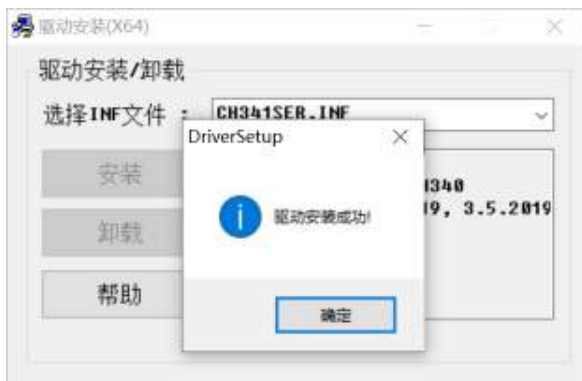 驱动安装(X64)
驱动安装/卸载
选择INF文件 :
CH341SER.INF
DriverSetup
安装
驱动安装成功!
H340
19, 3.5.2019
卸载
帮助
确定